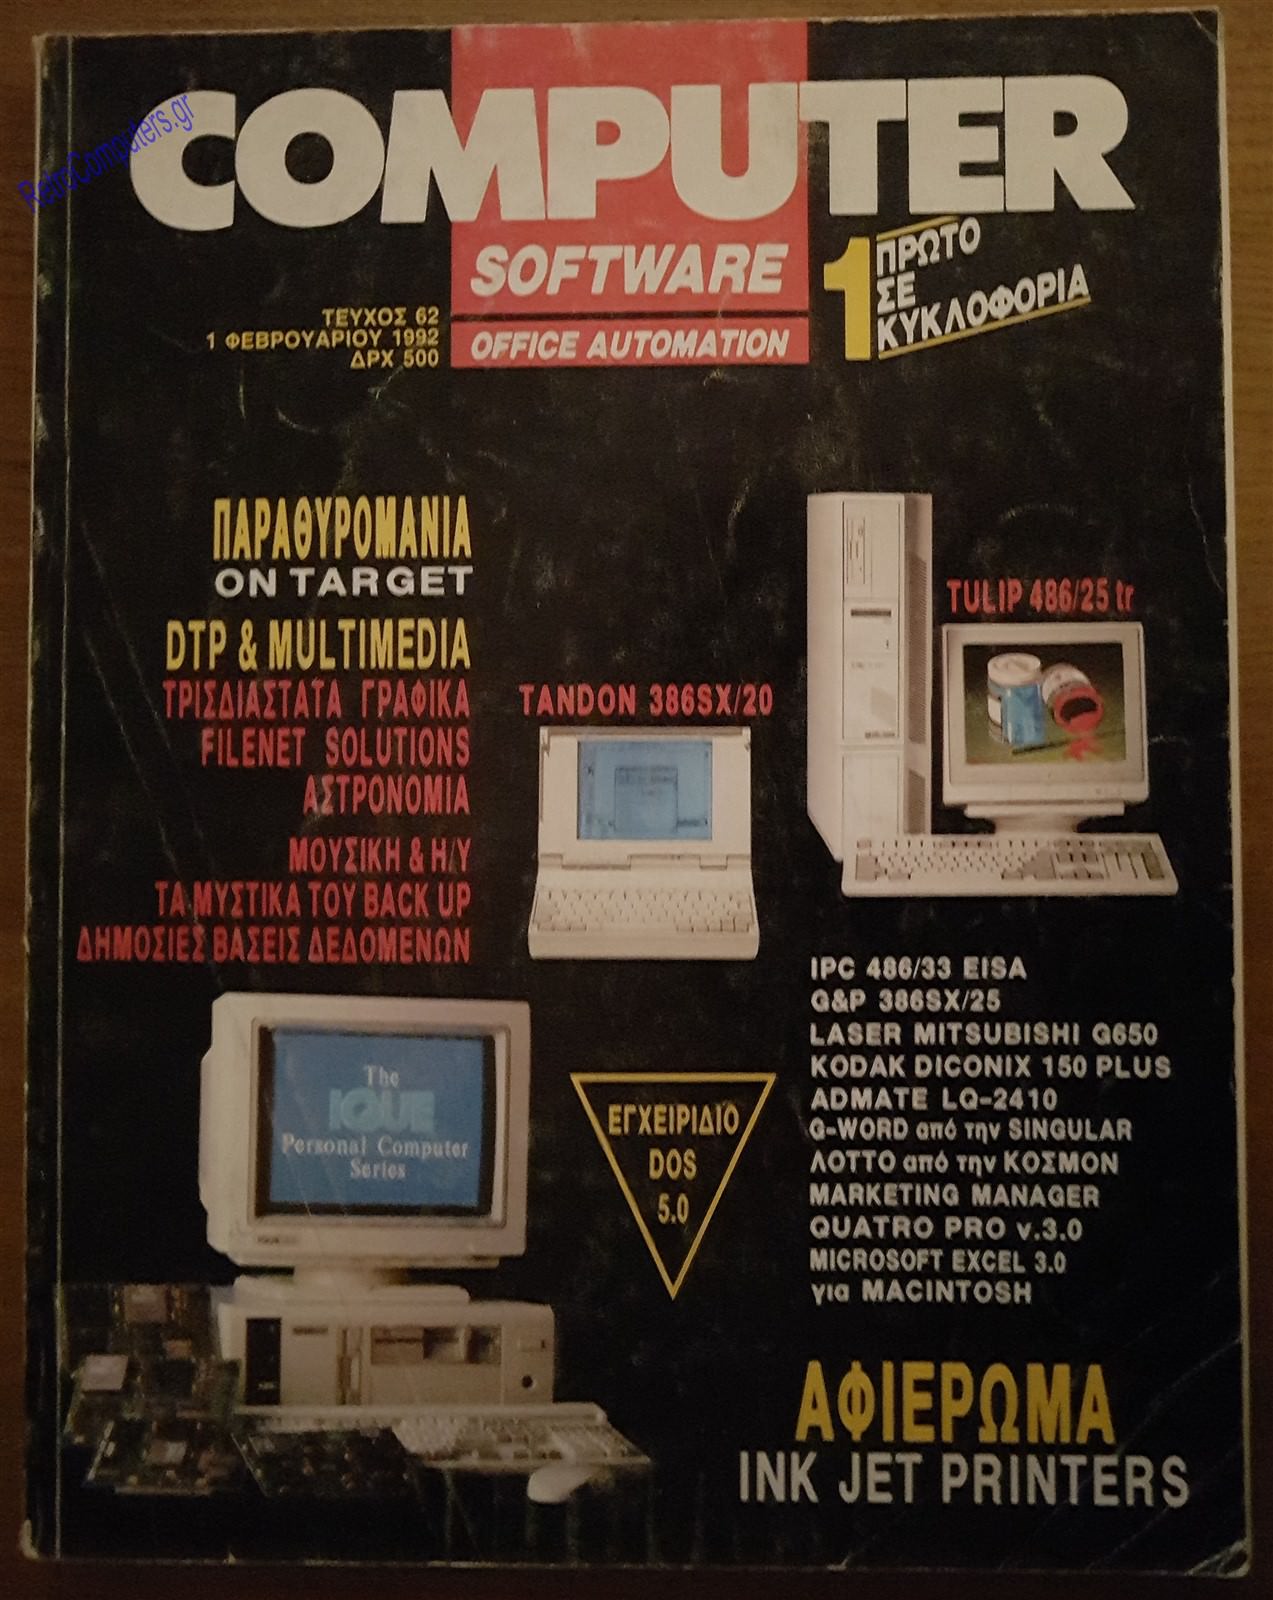 RetroComputers.gr
COMPUTER
SOFTWARE
OFFICE AUTOMATION
1 ΠΡΩΤΟ
ΣΕ
ΚΥΚΛΟΦΟΡΙΑ
ΤΕΥΧΟΣ 62
1 ΦΕΒΡΟΥΑΡΙΟΥ 1992
ΔΡΧ 500
ΠΑΡΑΘΥΡΟΜΑΝΙΑ
ON TARGET
DTP & MULTIMEDIA
ΤΡΙΣΔΙΑΣΤΑΤΑ ΓΡΑΦΙΚΑ
FILENET SOLUTIONS
ΑΣΤΡΟΝΟΜΙΑ
ΜΟΥΣΙΚΗ & Η/Υ
ΤΑ ΜΥΣΤΙΚΑ ΤΟΥ BACK UP
ΔΗΜΟΣΙΕΣ ΒΑΣΕΙΣ ΔΕΔΟΜΕΝΩΝ
TANDON 386SX/20
TULIP 486/25 tr
The
IQUE
Personal Computer
Series
ΕΓΧΕΙΡΙΔΙΟ
DOS
5.0
IPC 486/33 EISA
G&P 386SX/25
LASER MITSUBISHI G650
KODAK DICONIX 150 PLUS
ADMATE LQ-2410
G-WORD από την SINGULAR
ΛΟΤΤΟ από την ΚΟΣΜΟΝ
MARKETING MANAGER
QUATRO PRO v.3.0
MICROSOFT EXCEL 3.0
για MACINTOSH
ΑΦΙΕΡΩΜΑ
INK JET PRINTERS